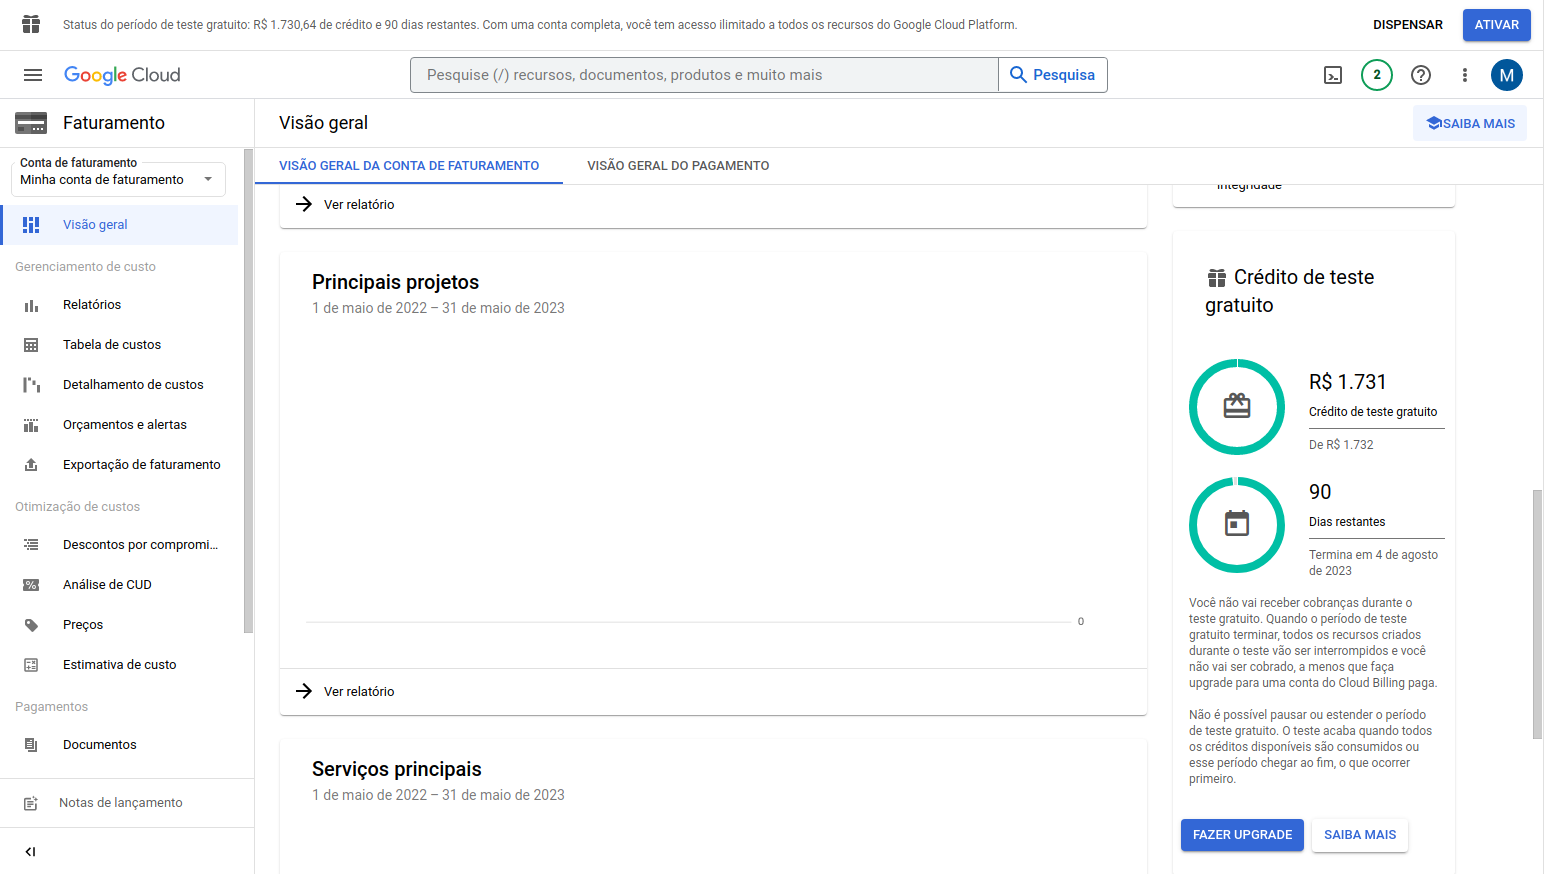 Status do período de teste gratuito: R$ 1.730,64 de crédito e 90 dias restantes. Com uma conta completa, você tem acesso ilimitado a todos os recursos do Google Cloud Platform.
DISPENSAR
ATIVAR
Google Cloud
Pesquise (/) recursos, documentos, produtos e muito mais
Pesquisa
2
M
Faturamento
Visão geral
SAIBA MAIS
Conta de faturamento
Minha conta de faturamento
VISÃO GERAL DA CONTA DE FATURAMENTO
VISÃO GERAL DO PAGAMENTO
Visão geral
Gerenciamento de custo
Relatórios
Tabela de custos
Detalhamento de custos
Orçamentos e alertas
Exportação de faturamento
Otimização de custos
Descontos por compromi...
Análise de CUD
Preços
Estimativa de custo
Pagamentos
Documentos
Notas de lançamento
Ver relatório
Principais projetos
1 de maio de 2022 – 31 de maio de 2023
0
Ver relatório
Serviços principais
1 de maio de 2022 – 31 de maio de 2023
Integridade
Crédito de teste
gratuito
R$ 1.731
Crédito de teste gratuito
De R$ 1.732
90
Dias restantes
Termina em 4 de agosto
de 2023
Você não vai receber cobranças durante o
teste gratuito. Quando o período de teste
gratuito terminar, todos os recursos criados
durante o teste vão ser interrompidos e você
não vai ser cobrado, a menos que faça
upgrade para uma conta do Cloud Billing paga.
Não é possível pausar ou estender o período
de teste gratuito. O teste acaba quando todos
os créditos disponíveis são consumidos ou
esse período chegar ao fim, o que ocorrer
primeiro.
FAZER UPGRADE
SAIBA MAIS